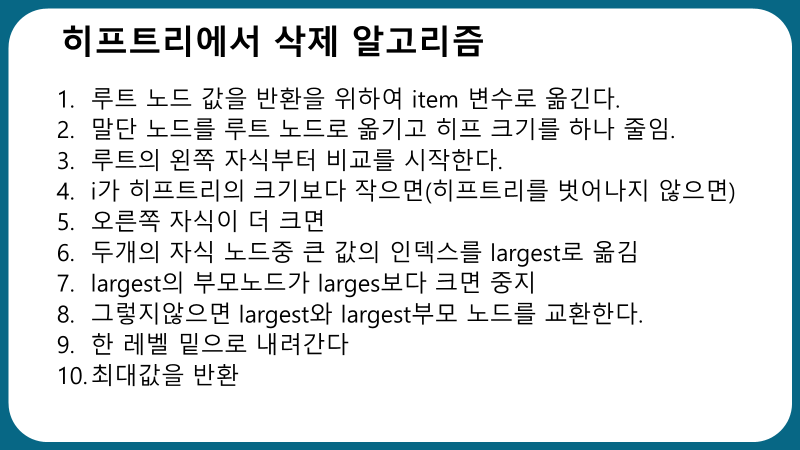 히프트리에서 삭제 알고리즘
1. 루트 노드 값을 반환을 위하여 item 변수로 옮긴다.
2. 말단 노드를 루트 노드로 옮기고 히프 크기를 하나 줄임.
3. 루트의 왼쪽 자식부터 비교를 시작한다.
4. i가 히프트리의 크기보다 작으면(히프트리를 벗어나지 않으면)
5. 오른쪽 자식이 더 크면
6. 두개의 자식 노드중 큰 값의 인덱스를 largest로 옮김
7. largest의 부모노드가 larges보다 크면 중지
8. 그렇지않으면 largest와 largest부모 노드를 교환한다.
9. 한 레벨 밑으로 내려간다
10. 최대값을 반환